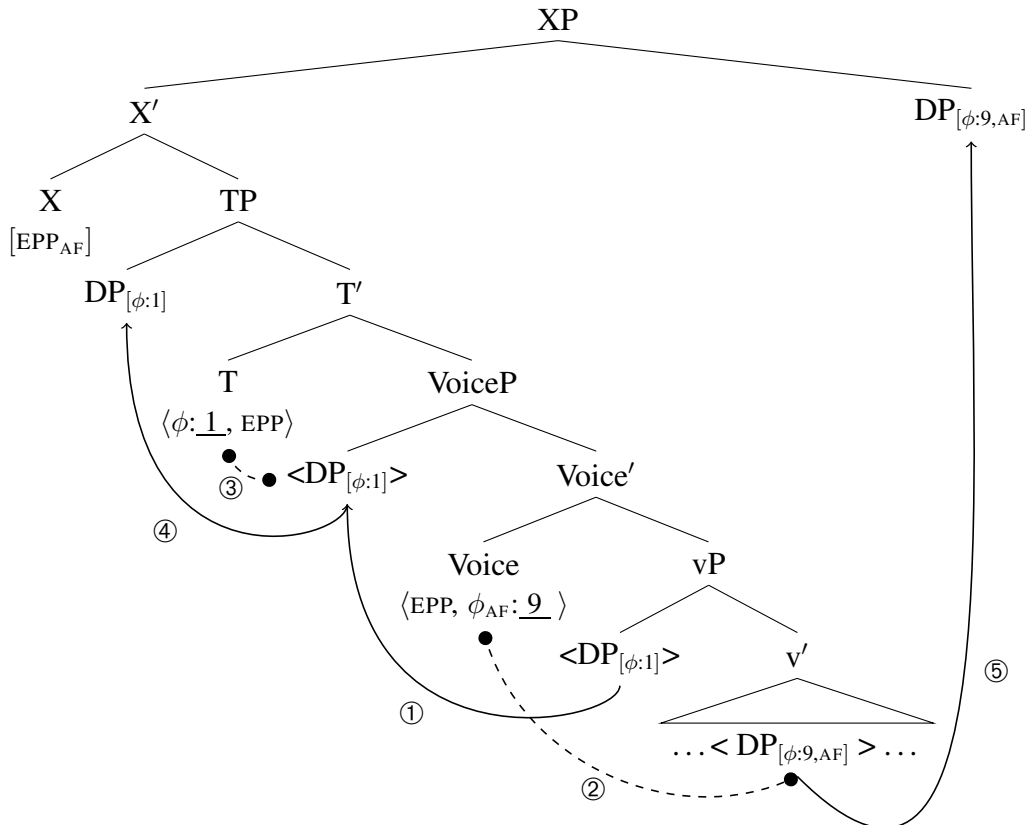 XP
X′ DP[ϕ:9,AF]
X TP
[EPP_AF]
DP[ϕ:1] T′
T VoiceP
⟨ϕ: 1 , EPP⟩
③ <DP[ϕ:1]> Voice′
④
Voice vP
⟨EPP, ϕ_AF: 9 ⟩
<DP[ϕ:1]> v′
⑤
①
…< DP[ϕ:9,AF] > …
②